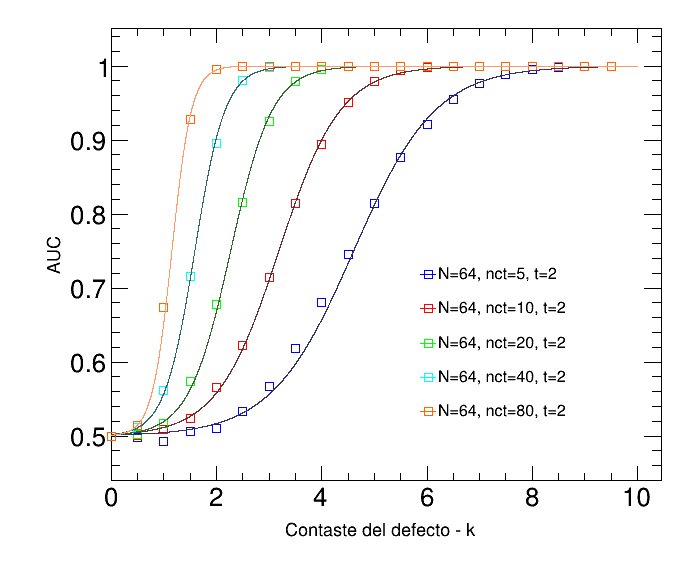 1
0.9
0.8
0.7
0.6
0.5
AUC
N=64, nct=5, t=2
N=64, nct=10, t=2
N=64, nct=20, t=2
N=64, nct=40, t=2
N=64, nct=80, t=2
0 2 4 6 8 10
Contaste del defecto - k